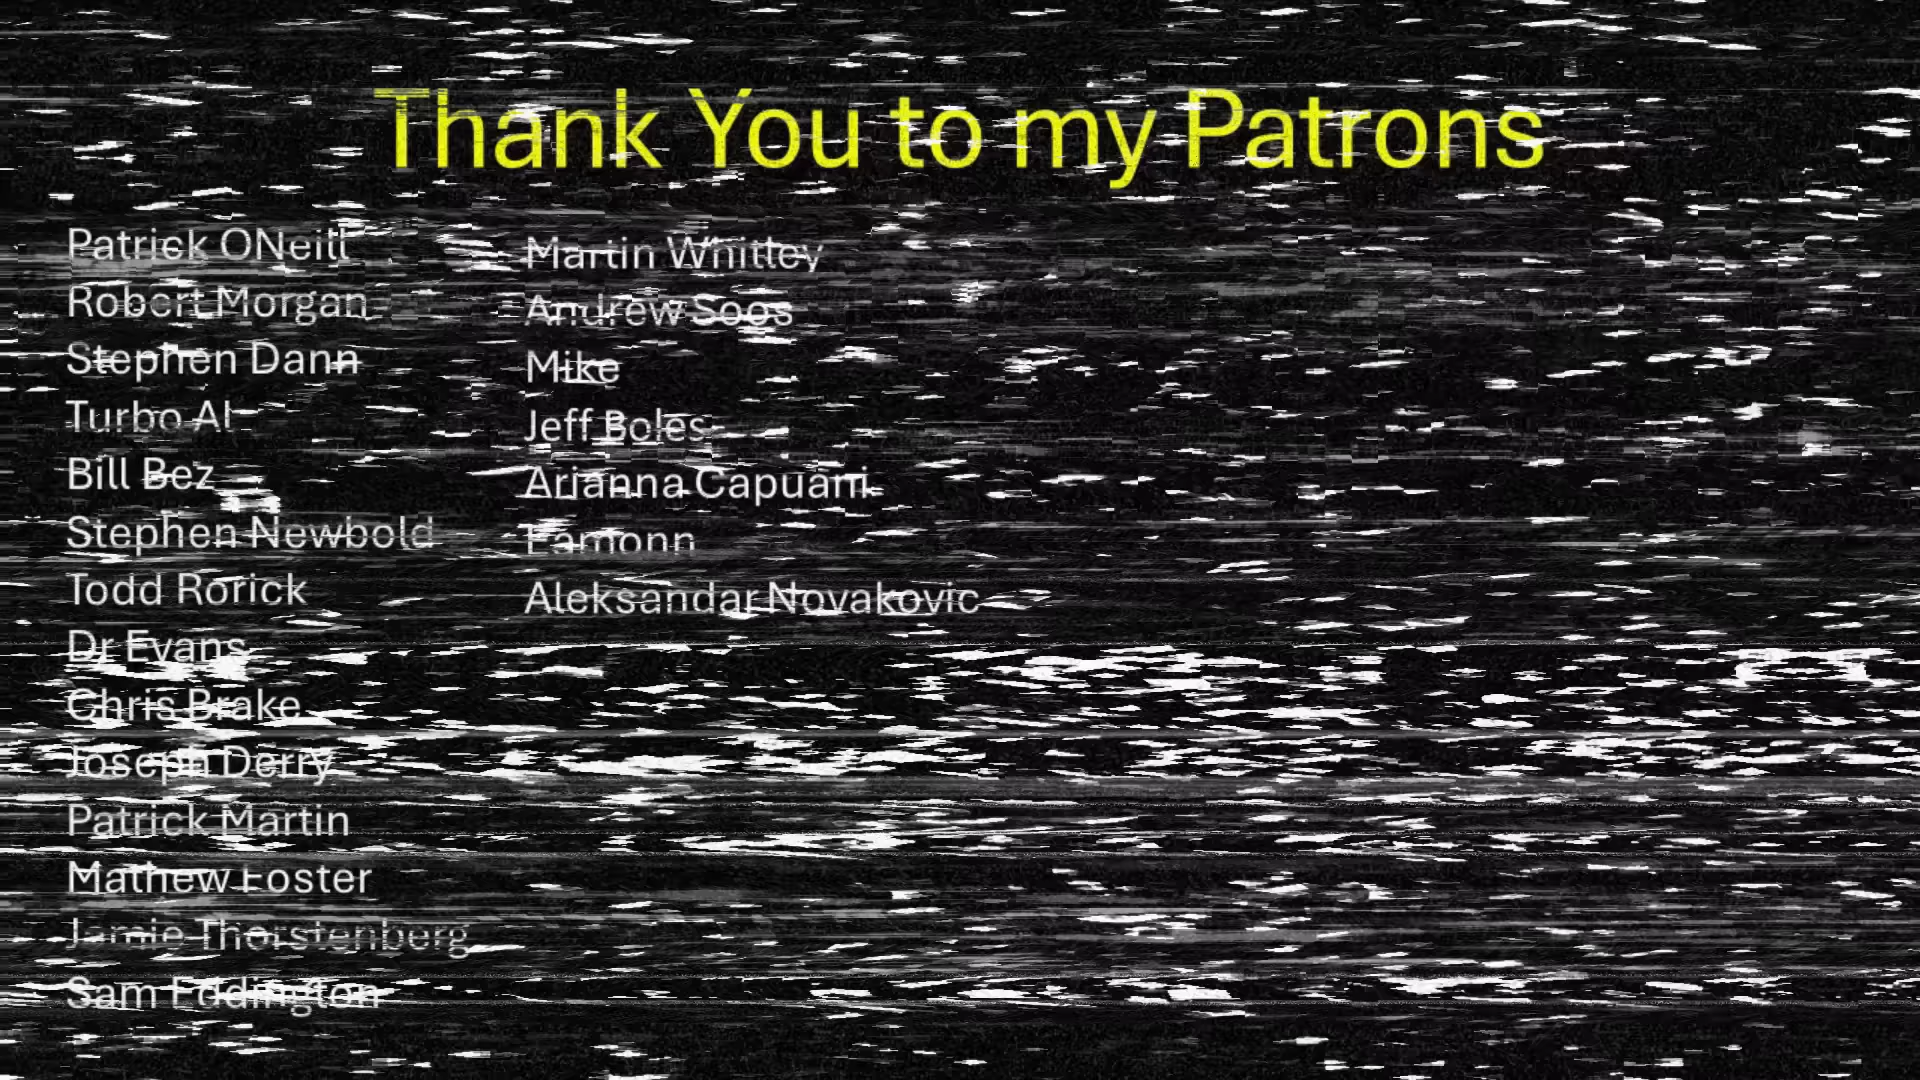 Thank You to my Patrons
Patrick ONeill
Robert Morgan
Stephen Dann
Turbo Al
Bill Bez
Stephen Newbold
Todd Rorick
Dr Evans
Chris Brake
Joseph Derry
Patrick Martin
Mathew Foster
Jamie Thorstenberg
Sam Eddington
Martin Whitley
Andrew Soos
Mike
Jeff Boles
Arianna Capuani
Eamonn
Aleksandar Novakovic